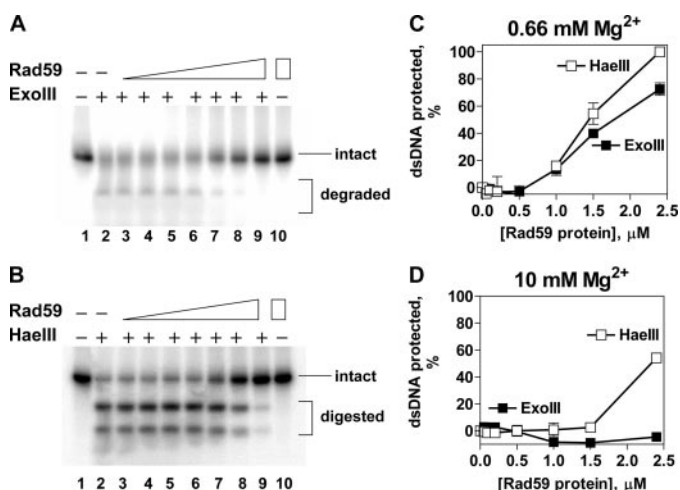 A
Rad59 – –
ExoIII – + + + + + + + + –
intact
degraded
1 2 3 4 5 6 7 8 9 10
B
Rad59 – –
HaeIII – + + + + + + + + –
intact
digested
1 2 3 4 5 6 7 8 9 10
C
0.66 mM Mg²⁺
dsDNA protected, %
100
80
60
40
20
0
HaeIII
ExoIII
0.0 0.5 1.0 1.5 2.0 2.5
[Rad59 protein], µM
D
10 mM Mg²⁺
dsDNA protected, %
100
80
60
40
20
0
HaeIII
ExoIII
0.0 0.5 1.0 1.5 2.0 2.5
[Rad59 protein], µM